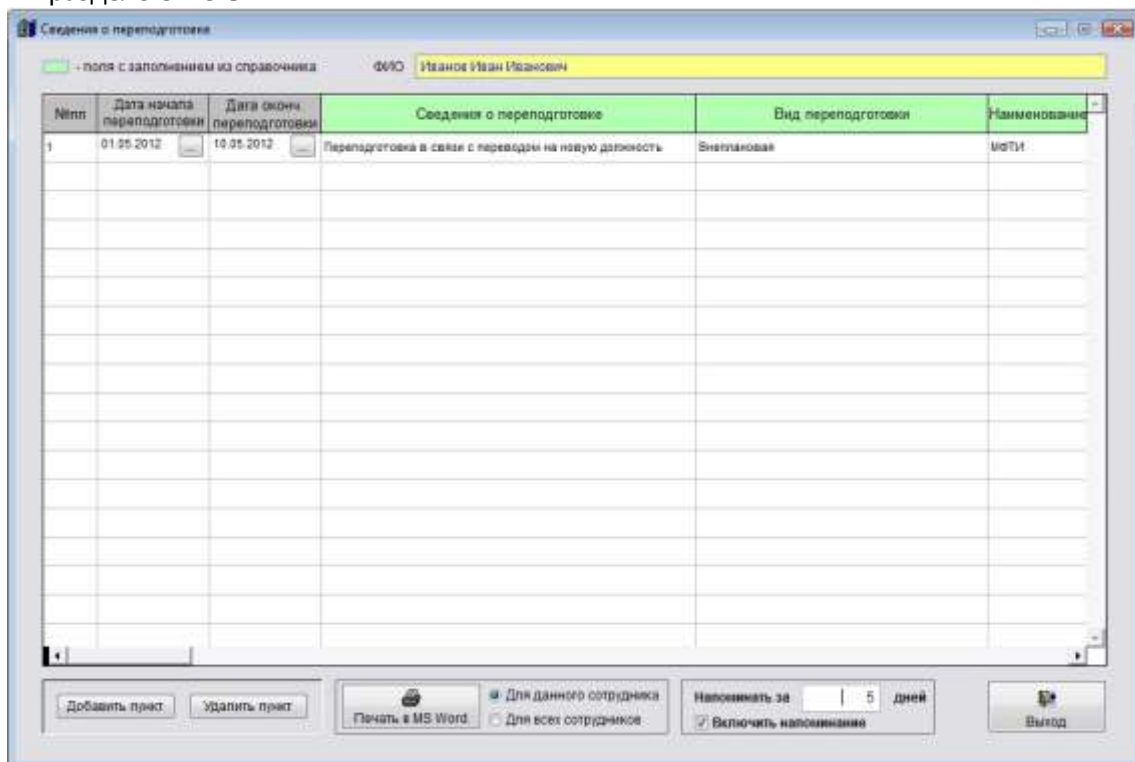 Сведения о переподготовке
- поля с заполнением из справочника ФИО Иванов Иван Иванович
№пп Дата начала переподготовки Дата оконч. переподготовки Сведения о переподготовке Вид переподготовки Наименование
1 01.05.2012 ... 10.05.2012 ... Переподготовка в связи с переводом на новую должность Внеплановая МФТИ
Добавить пункт Удалить пункт Печать в MS Word Для данного сотрудника Для всех сотрудников Напоминать за 5 дней Включить напоминание Выход